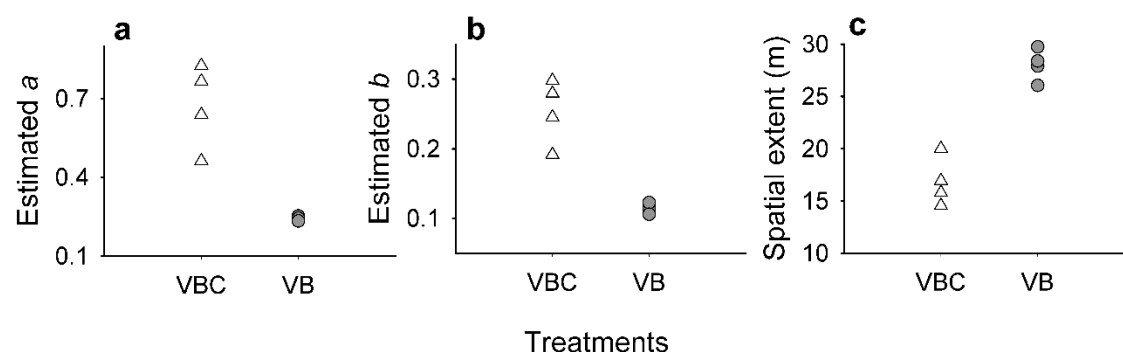 a
Estimated a
0.7
0.4
0.1
VBC VB
b
Estimated b
0.3
0.2
0.1
VBC VB
c
Spatial extent (m)
30
25
20
15
10
VBC VB
Treatments